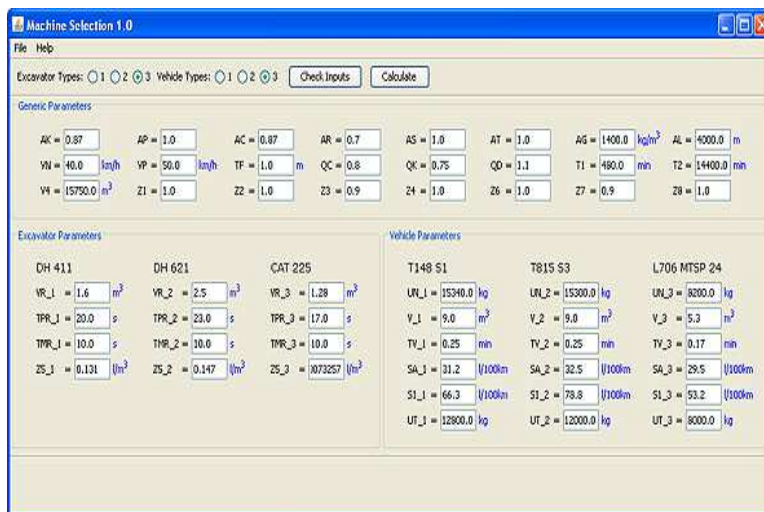 Machine Selection 1.0
File Help
Excavator Types: 1 2 3 Vehicle Types: 1 2 3 Check Inputs Calculate
Generic Parameters
AK = 0.87 AP = 1.0 AC = 0.87 AR = 0.7 AS = 1.0 AT = 1.0 AG = 1400.0 kg/m³ AL = 4000.0 m
VN = 40.0 km/h VP = 50.0 km/h TF = 1.0 m QC = 0.8 QK = 0.75 QD = 1.1 T1 = 480.0 min T2 = 14400.0 min
V4 = 15750.0 m³ Z1 = 1.0 Z2 = 1.0 Z3 = 0.9 Z4 = 1.0 Z6 = 1.0 Z7 = 0.9 Z8 = 1.0
Excavator Parameters
DH 411 DH 621 CAT 225
VR_1 = 1.6 m³ VR_2 = 2.5 m³ VR_3 = 1.28 m³
TPR_1 = 20.0 s TPR_2 = 23.0 s TPR_3 = 17.0 s
TMR_1 = 10.0 s TMR_2 = 10.0 s TMR_3 = 10.0 s
ZS_1 = 0.131 l/m³ ZS_2 = 0.147 l/m³ ZS_3 = 0073257 l/m³
Vehicle Parameters
T148 S1 T815 S3 L706 MTSP 24
UN_1 = 15340.0 kg UN_2 = 15300.0 kg UN_3 = 8200.0 kg
V_1 = 9.0 m³ V_2 = 9.0 m³ V_3 = 5.3 m³
TV_1 = 0.25 min TV_2 = 0.25 min TV_3 = 0.17 min
SA_1 = 31.2 l/100km SA_2 = 32.5 l/100km SA_3 = 29.5 l/100km
S1_1 = 66.3 l/100km S1_2 = 78.8 l/100km S1_3 = 53.2 l/100km
UT_1 = 12800.0 kg UT_2 = 12000.0 kg UT_3 = 8000.0 kg